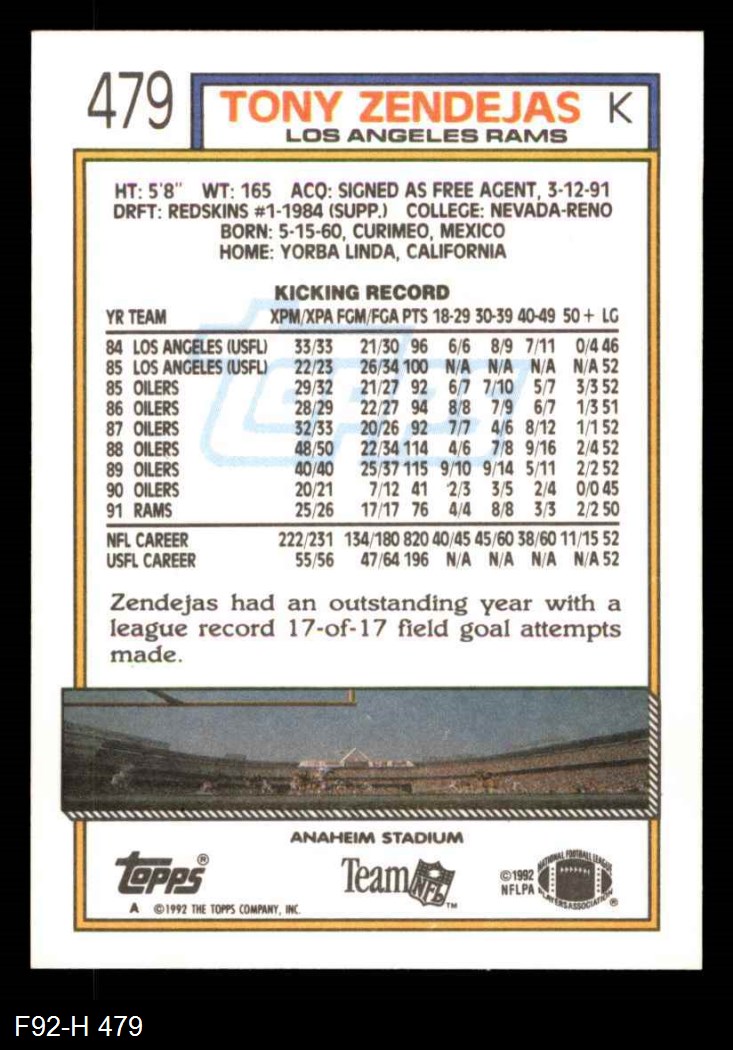 479 TONY ZENDEJAS K
LOS ANGELES RAMS
HT: 5'8" WT: 165 ACQ: SIGNED AS FREE AGENT, 3-12-91
DRFT: REDSKINS #1-1984 (SUPP.) COLLEGE: NEVADA-RENO
BORN: 5-15-60, CURIMEO, MEXICO
HOME: YORBA LINDA, CALIFORNIA
KICKING RECORD
YR TEAM XPM/XPA FGM/FGA PTS 18-29 30-39 40-49 50 + LG
84 LOS ANGELES (USFL) 33/33 21/30 96 6/6 8/9 7/11 0/4 46
85 LOS ANGELES (USFL) 22/23 26/34 100 N/A N/A N/A N/A 52
85 OILERS 29/32 21/27 92 6/7 7/10 5/7 3/3 52
86 OILERS 28/29 22/27 94 8/8 7/9 6/7 1/3 51
87 OILERS 32/33 20/26 92 7/7 4/6 8/12 1/1 52
88 OILERS 48/50 22/34 114 4/6 7/8 9/16 2/4 52
89 OILERS 40/40 25/37 115 9/10 9/14 5/11 2/2 52
90 OILERS 20/21 7/12 41 2/3 3/5 2/4 0/0 45
91 RAMS 25/26 17/17 76 4/4 8/8 3/3 2/2 50
NFL CAREER 222/231 134/180 820 40/45 45/60 38/60 11/15 52
USFL CAREER 55/56 47/64 196 N/A N/A N/A N/A 52
Zendejas had an outstanding year with a
league record 17-of-17 field goal attempts
made.
ANAHEIM STADIUM
Topps® Team NFL™ ©1992 NFLPA NATIONAL FOOTBALL LEAGUE PLAYERS ASSOCIATION®
A ©1992 THE TOPPS COMPANY, INC.
F92-H 479